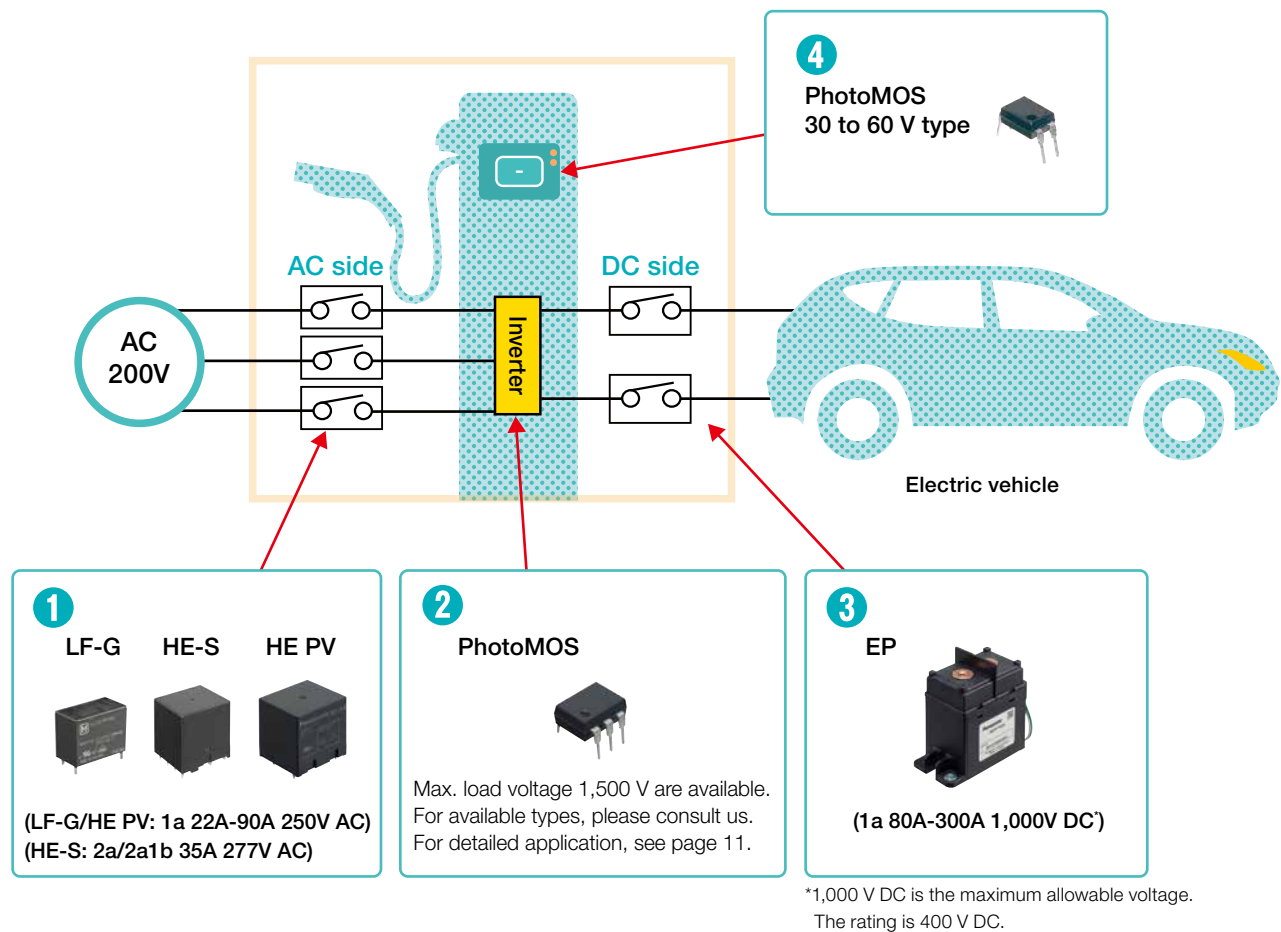 4
PhotoMOS
30 to 60 V type
AC side
DC side
AC
200V
Inverter
Electric vehicle
1
LF-G
HE-S
HE PV
(LF-G/HE PV: 1a 22A-90A 250V AC)
(HE-S: 2a/2a1b 35A 277V AC)
2
PhotoMOS
Max. load voltage 1,500 V are available.
For available types, please consult us.
For detailed application, see page 11.
3
EP
Panasonic
(1a 80A-300A 1,000V DC*)
*1,000 V DC is the maximum allowable voltage.
The rating is 400 V DC.